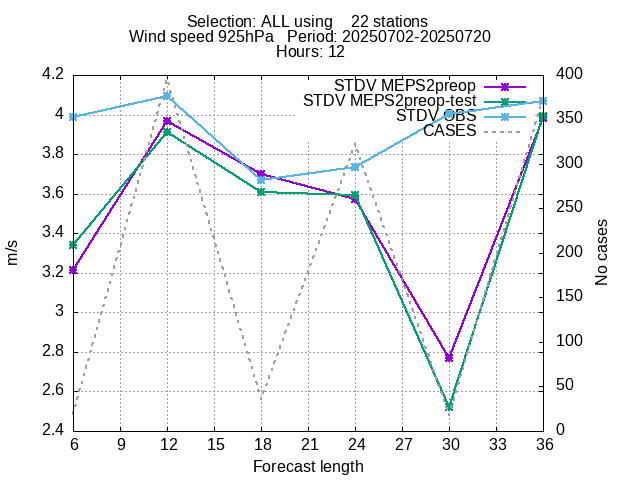 Selection: ALL using    22 stations
Wind speed 925hPa   Period: 20250702-20250720
Hours: 12
STDV MEPS2preop
STDV MEPS2preop-test
STDV OBS
CASES
4.2
4
3.8
3.6
3.4
3.2
3
2.8
2.6
2.4
400
350
300
250
200
150
100
50
0
m/s
No cases
6 9 12 15 18 21 24 27 30 33 36
Forecast length